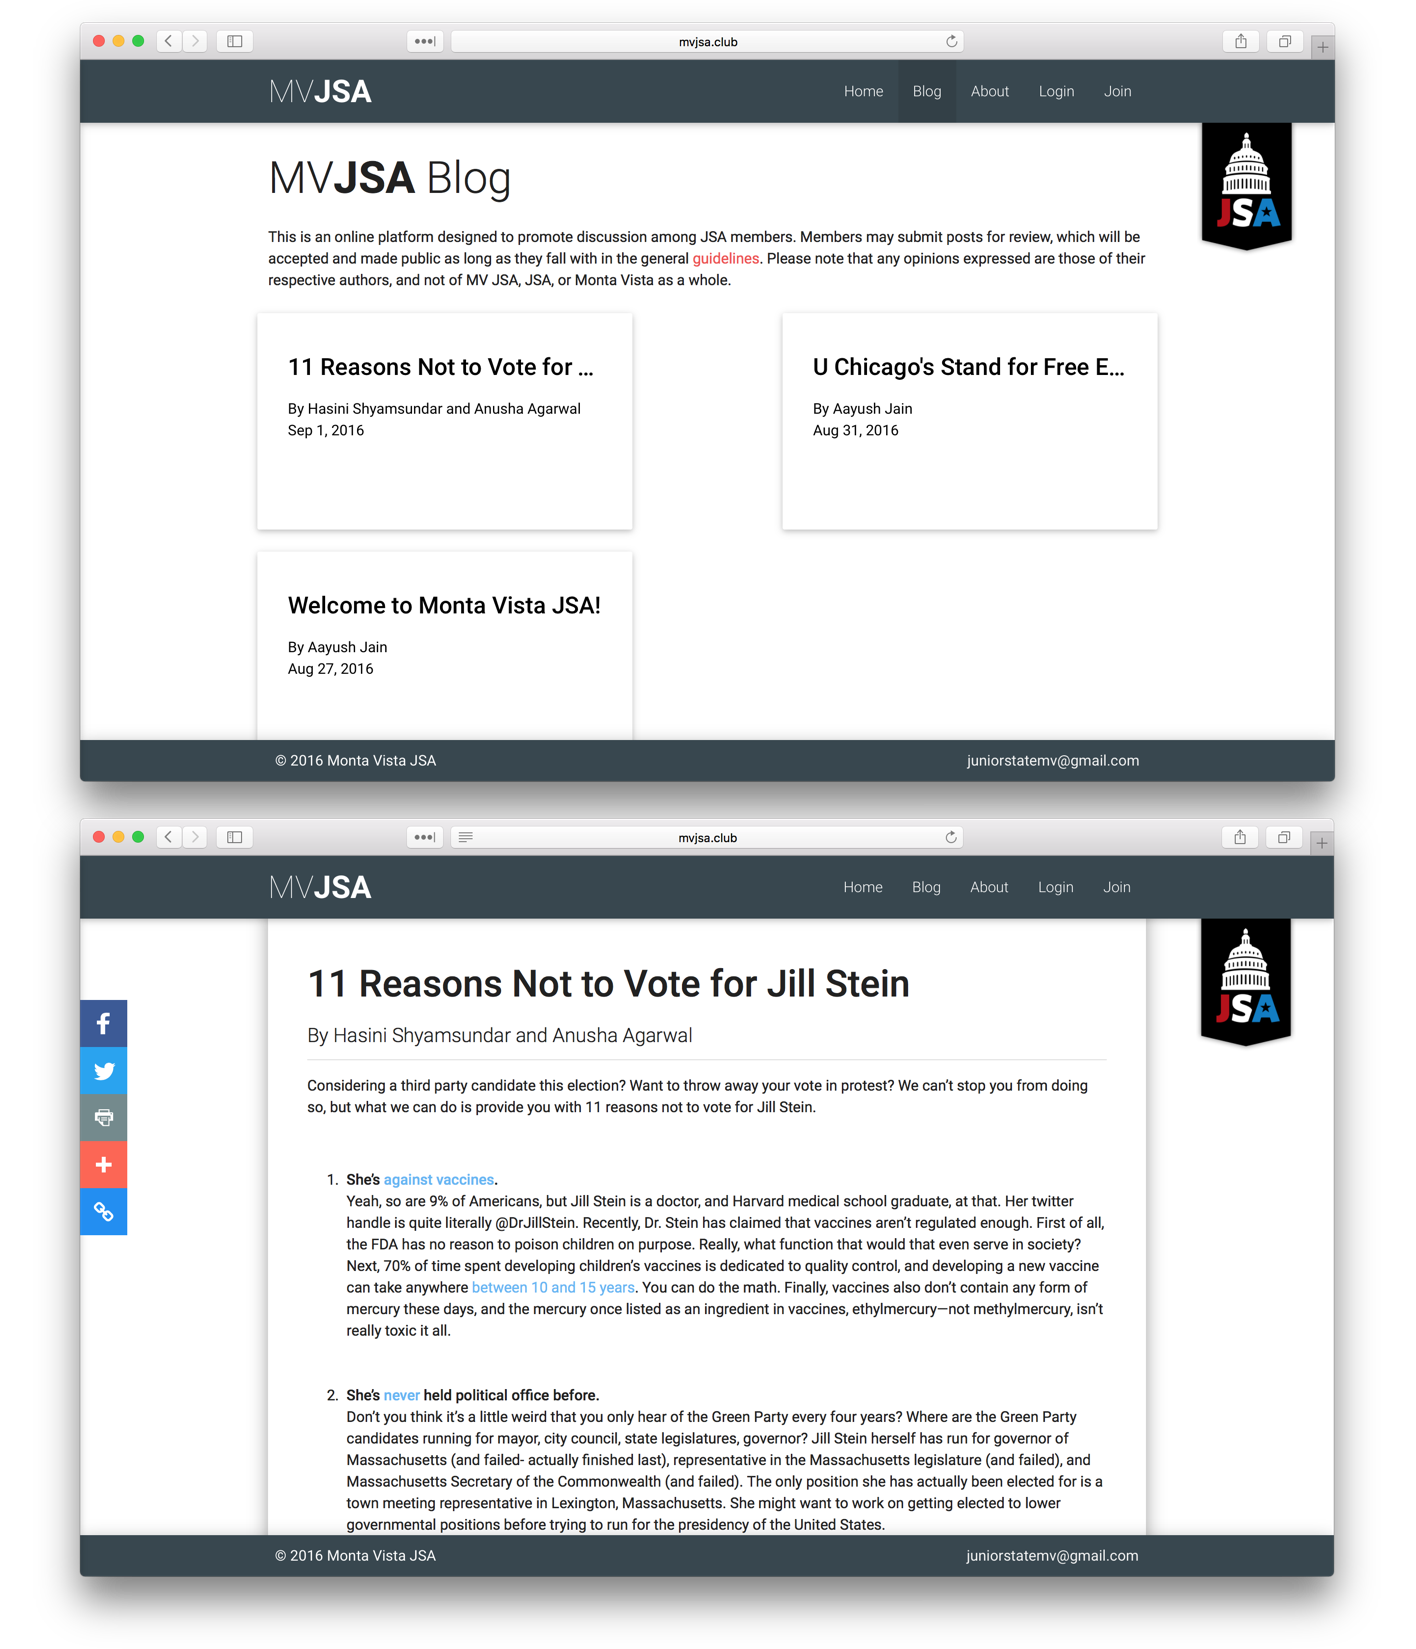 mvjsa.club
MVJSA
Home Blog About Login Join
JSA
MVJSA Blog
This is an online platform designed to promote discussion among JSA members. Members may submit posts for review, which will be
accepted and made public as long as they fall with in the general guidelines. Please note that any opinions expressed are those of their
respective authors, and not of MV JSA, JSA, or Monta Vista as a whole.
11 Reasons Not to Vote for ...
By Hasini Shyamsundar and Anusha Agarwal
Sep 1, 2016
U Chicago's Stand for Free E...
By Aayush Jain
Aug 31, 2016
Welcome to Monta Vista JSA!
By Aayush Jain
Aug 27, 2016
© 2016 Monta Vista JSA
juniorstatemv@gmail.com
mvjsa.club
MVJSA
Home Blog About Login Join
JSA
11 Reasons Not to Vote for Jill Stein
By Hasini Shyamsundar and Anusha Agarwal
Considering a third party candidate this election? Want to throw away your vote in protest? We can’t stop you from doing
so, but what we can do is provide you with 11 reasons not to vote for Jill Stein.
1. She’s against vaccines.
Yeah, so are 9% of Americans, but Jill Stein is a doctor, and Harvard medical school graduate, at that. Her twitter
handle is quite literally @DrJillStein. Recently, Dr. Stein has claimed that vaccines aren’t regulated enough. First of all,
the FDA has no reason to poison children on purpose. Really, what function that would that even serve in society?
Next, 70% of time spent developing children’s vaccines is dedicated to quality control, and developing a new vaccine
can take anywhere between 10 and 15 years. You can do the math. Finally, vaccines also don’t contain any form of
mercury these days, and the mercury once listed as an ingredient in vaccines, ethylmercury—not methylmercury, isn’t
really toxic it all.
2. She’s never held political office before.
Don’t you think it’s a little weird that you only hear of the Green Party every four years? Where are the Green Party
candidates running for mayor, city council, state legislatures, governor? Jill Stein herself has run for governor of
Massachusetts (and failed- actually finished last), representative in the Massachusetts legislature (and failed), and
Massachusetts Secretary of the Commonwealth (and failed). The only position she has actually been elected for is a
town meeting representative in Lexington, Massachusetts. She might want to work on getting elected to lower
governmental positions before trying to run for the presidency of the United States.
© 2016 Monta Vista JSA
juniorstatemv@gmail.com